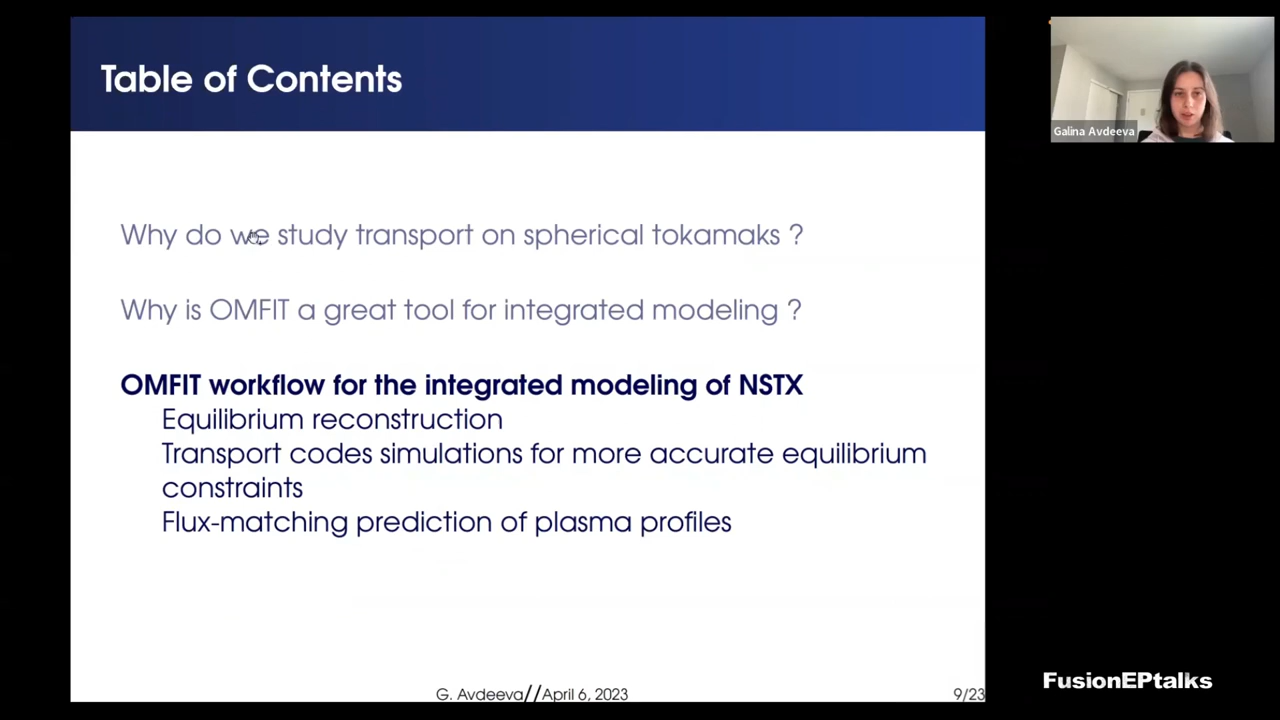 Table of Contents
Galina Avdeeva
Why do we study transport on spherical tokamaks ?
Why is OMFIT a great tool for integrated modeling ?
OMFIT workflow for the integrated modeling of NSTX
Equilibrium reconstruction
Transport codes simulations for more accurate equilibrium
constraints
Flux-matching prediction of plasma profiles
FusionEPtalks
G. Avdeeva//April 6, 2023
9/23